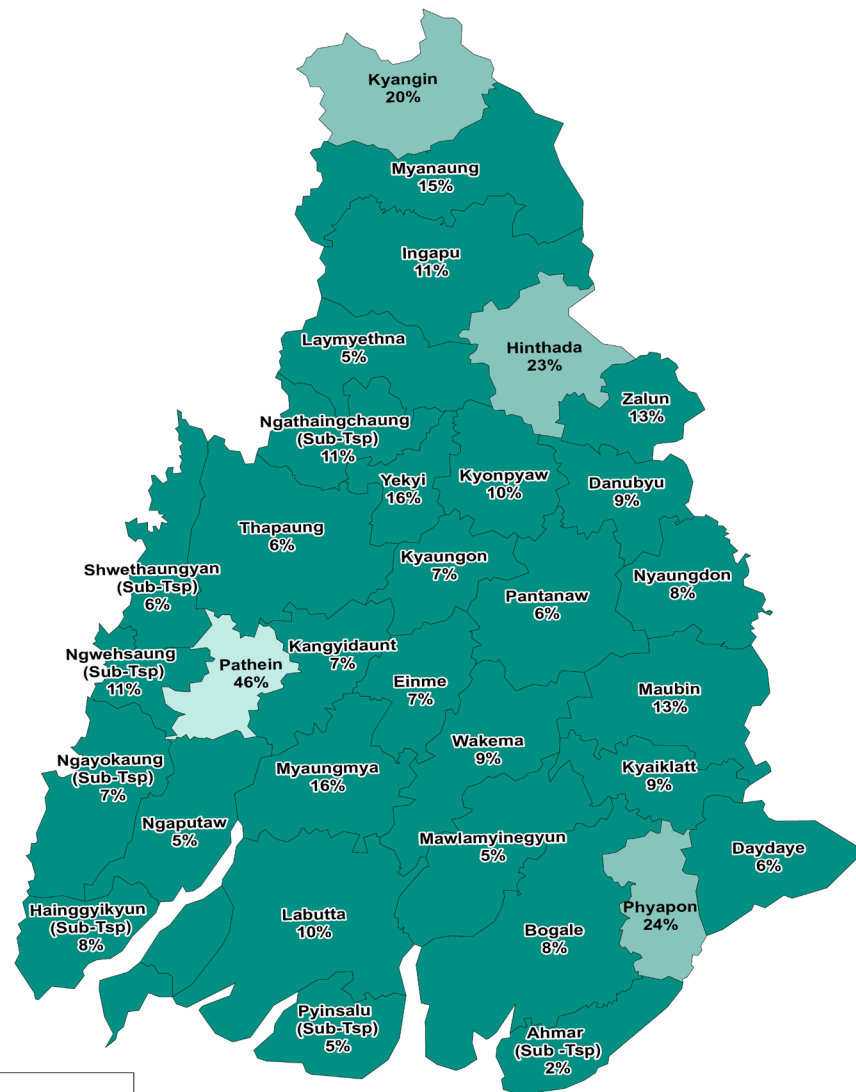 Kyangin
20%
Myanaung
15%
Ingapu
11%
Laymyethna
5%
Hinthada
23%
Zalun
13%
Ngathaingchaung
(Sub-Tsp)
11%
Yekyi
16%
Kyonpyaw
10%
Danubyu
9%
Thapaung
6%
Kyaungon
7%
Shwethaungyan
(Sub-Tsp)
6%
Pantanaw
6%
Nyaungdon
8%
Ngwehsaung
(Sub-Tsp)
11%
Pathein
46%
Kangyidaunt
7%
Einme
7%
Maubin
13%
Ngayokaung
(Sub-Tsp)
7%
Myaungmya
16%
Wakema
9%
Kyaiklatt
9%
Ngaputaw
5%
Mawlamyinegyun
5%
Daydaye
6%
Hainggyikyun
(Sub-Tsp)
8%
Labutta
10%
Bogale
8%
Phyapon
24%
Pyinsalu
(Sub-Tsp)
5%
Ahmar
(Sub -Tsp)
2%